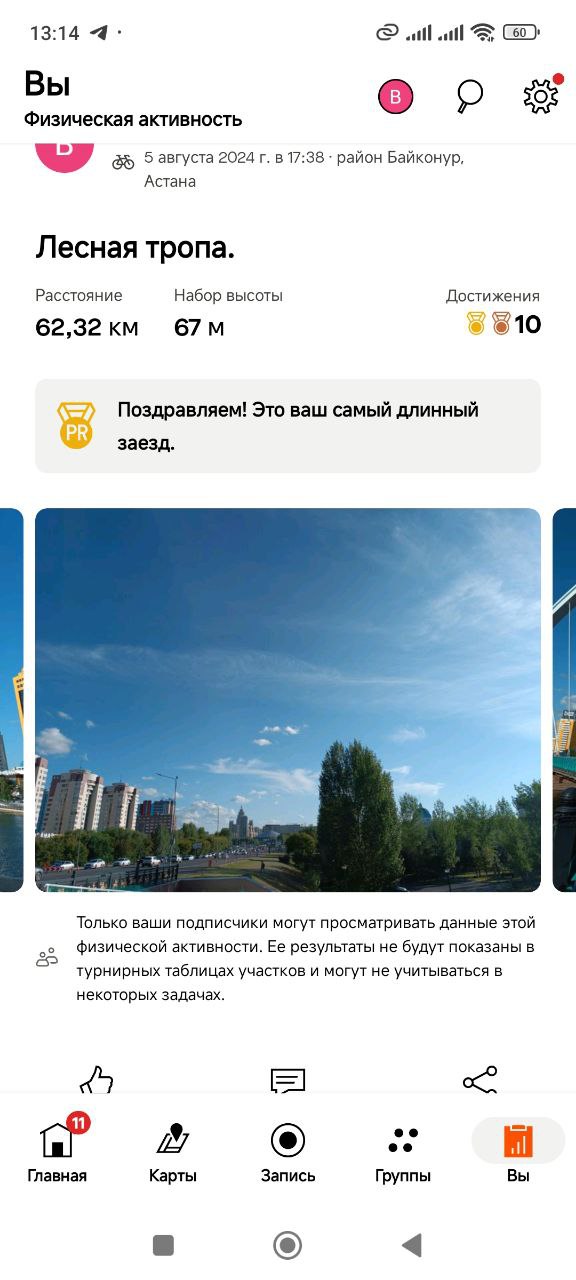 13:14
60
Вы
Физическая активность
В
В
5 августа 2024 г. в 17:38 · район Байконур,
Астана
Лесная тропа.
Расстояние
Набор высоты
Достижения
62,32 км
67 м
10
PR
Поздравляем! Это ваш самый длинный
заезд.
Только ваши подписчики могут просматривать данные этой
физической активности. Ее результаты не будут показаны в
турнирных таблицах участков и могут не учитываться в
некоторых задачах.
11
Главная
Карты
Запись
Группы
Вы